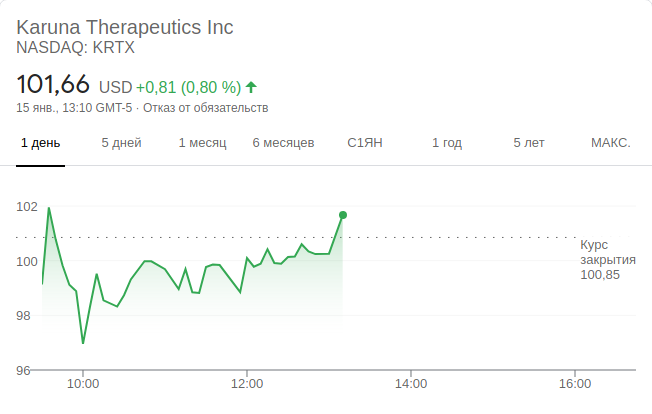 Karuna Therapeutics Inc
NASDAQ: KRTX
101,66 USD +0,81 (0,80 %)
15 янв., 13:10 GMT-5 · Отказ от обязательств
1 день 5 дней 1 месяц 6 месяцев С1ЯН 1 год 5 лет МАКС.
102
100
98
96
Курс
закрытия
100,85
10:00 12:00 14:00 16:00